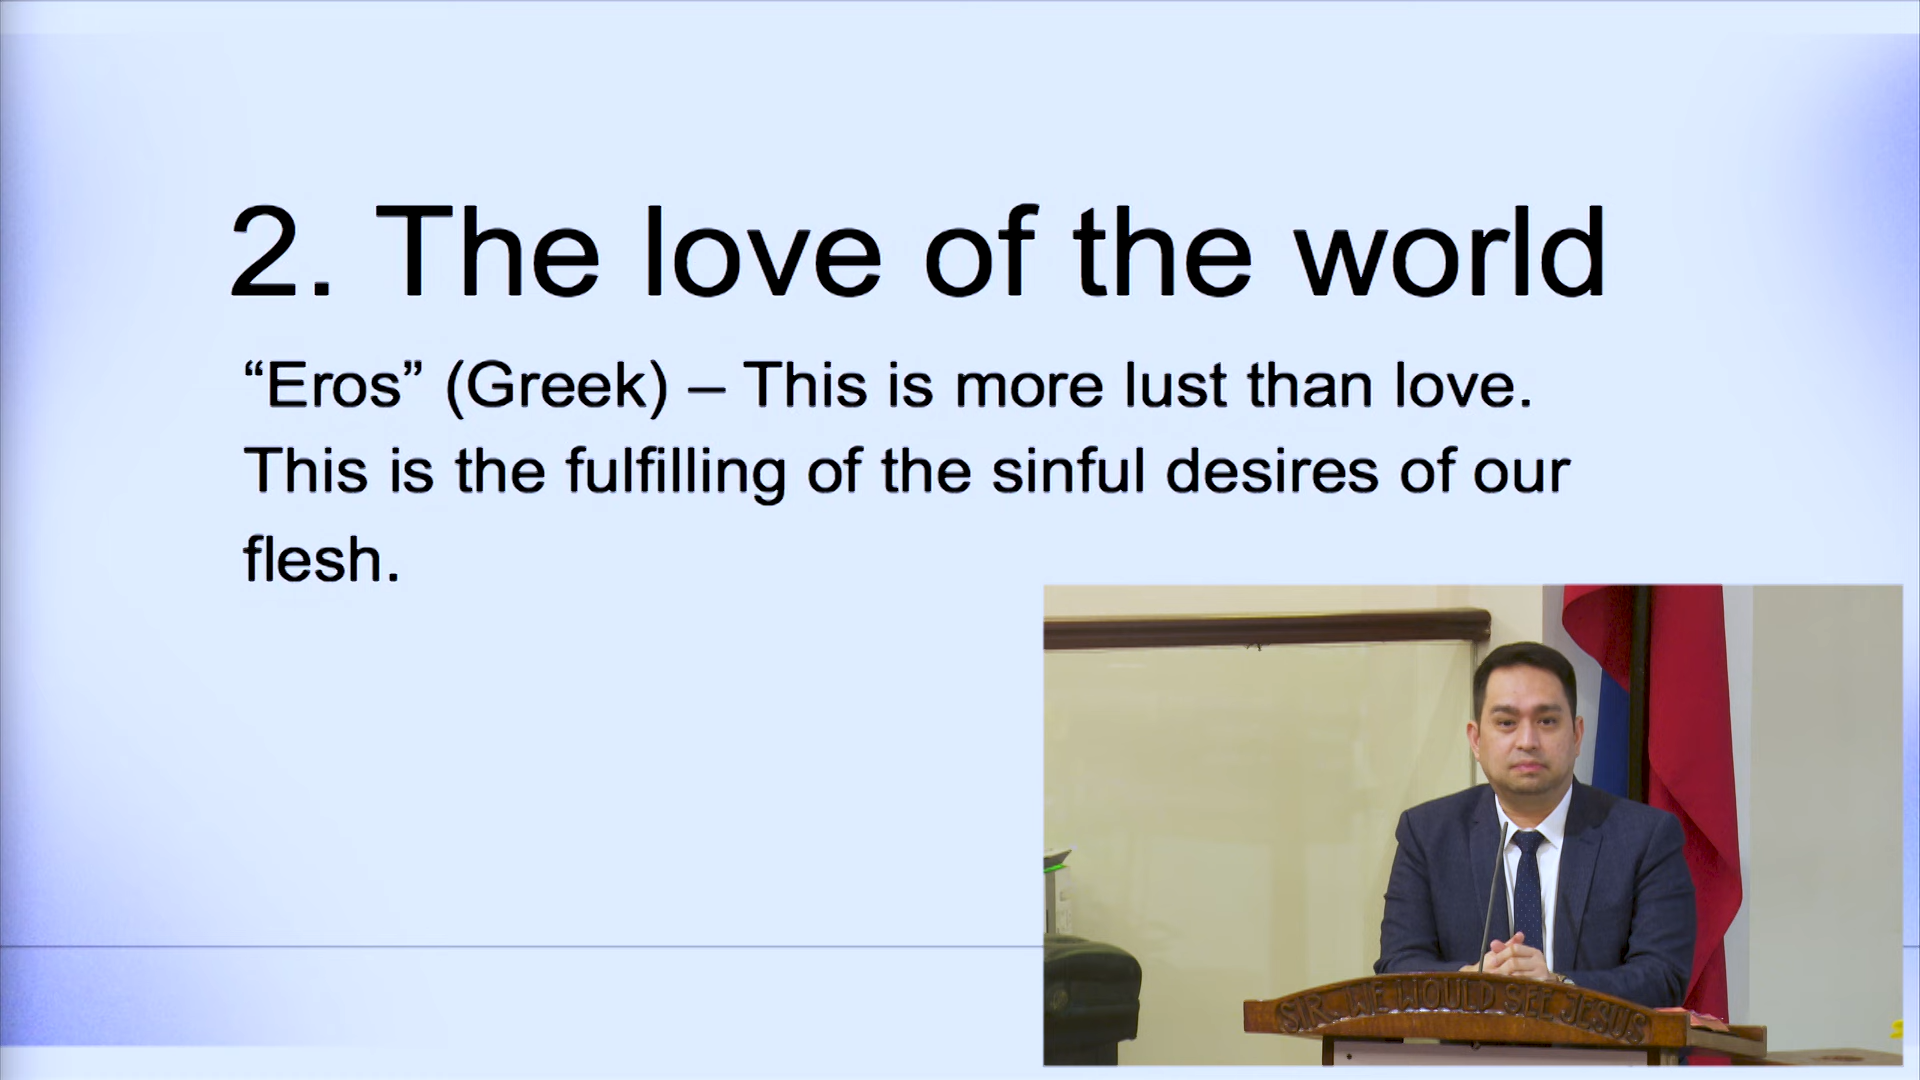 2. The love of the world
“Eros” (Greek) – This is more lust than love.
This is the fulfilling of the sinful desires of our
flesh.
SIR, WE WOULD SEE JESUS